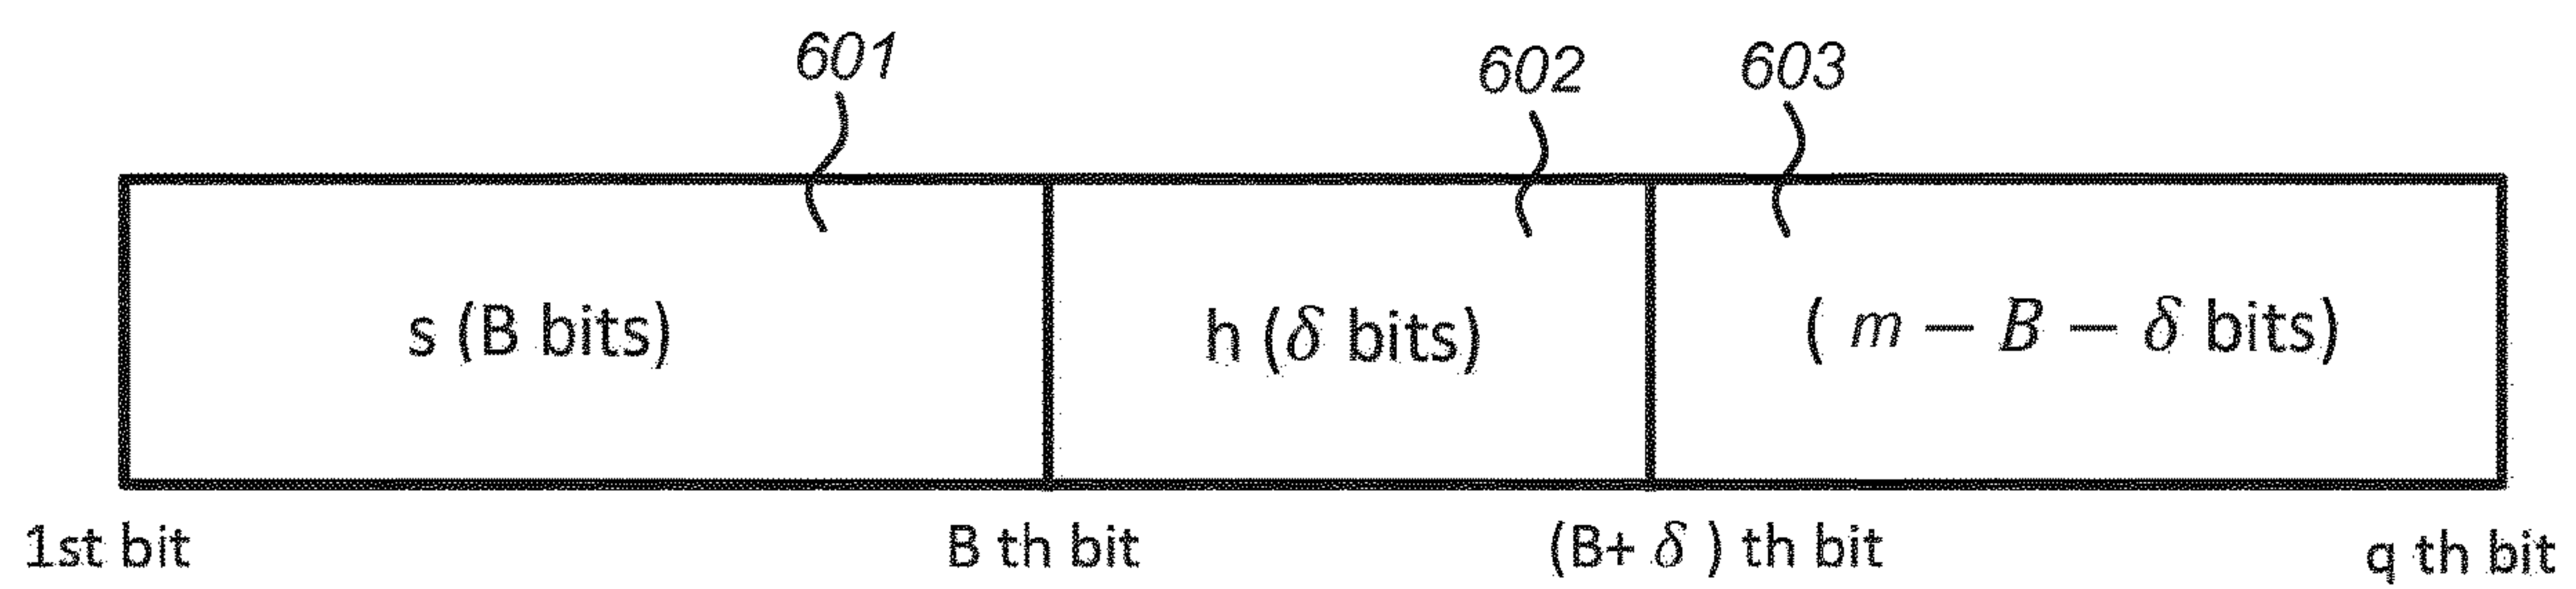 601 602 603
s (B bits) h (δ bits) ( m − B − δ bits)
1st bit B th bit (B+ δ ) th bit q th bit